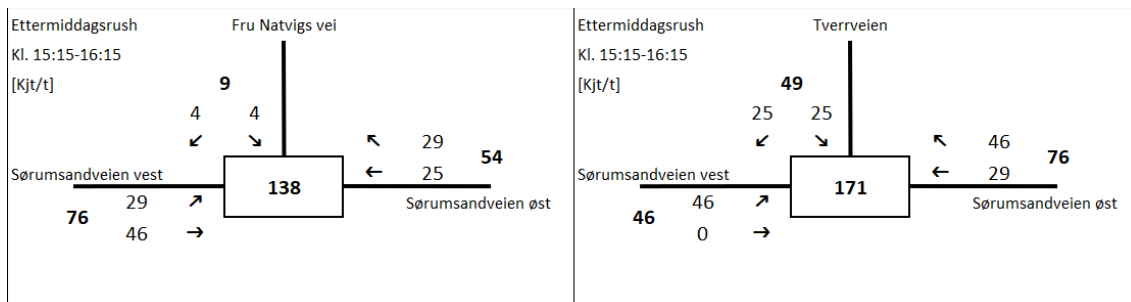 Ettermiddagsrush
Fru Natvigs vei
Kl. 15:15-16:15
[Kjt/t]
9
4 4
↙ ↘
↖ 29
54
← 25
Sørumsandveien vest
138
29 ↗
76
46 →
Sørumsandveien øst
Ettermiddagsrush
Tverrveien
Kl. 15:15-16:15
[Kjt/t]
49
25 25
↙ ↘
↖ 46
76
← 29
Sørumsandveien vest
171
46 ↗
46
0 →
Sørumsandveien øst